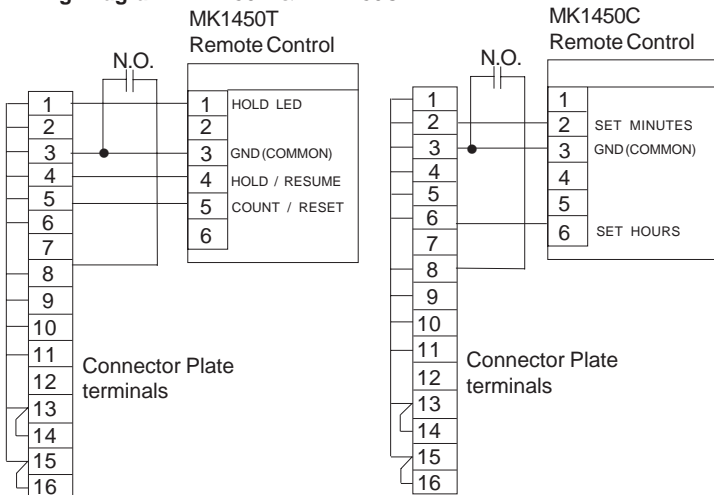 MK1450T
Remote Control
N.O.
1 1 HOLD LED
2 2
3 3 GND (COMMON)
4 4 HOLD / RESUME
5 5 COUNT / RESET
6 6
7
8
9
10
11
12
13
14
15
16
Connector Plate
terminals
MK1450C
Remote Control
N.O.
1 1
2 2 SET MINUTES
3 3 GND (COMMON)
4 4
5 5
6 6 SET HOURS
7
8
9
10
11
12
13
14
15
16
Connector Plate
terminals